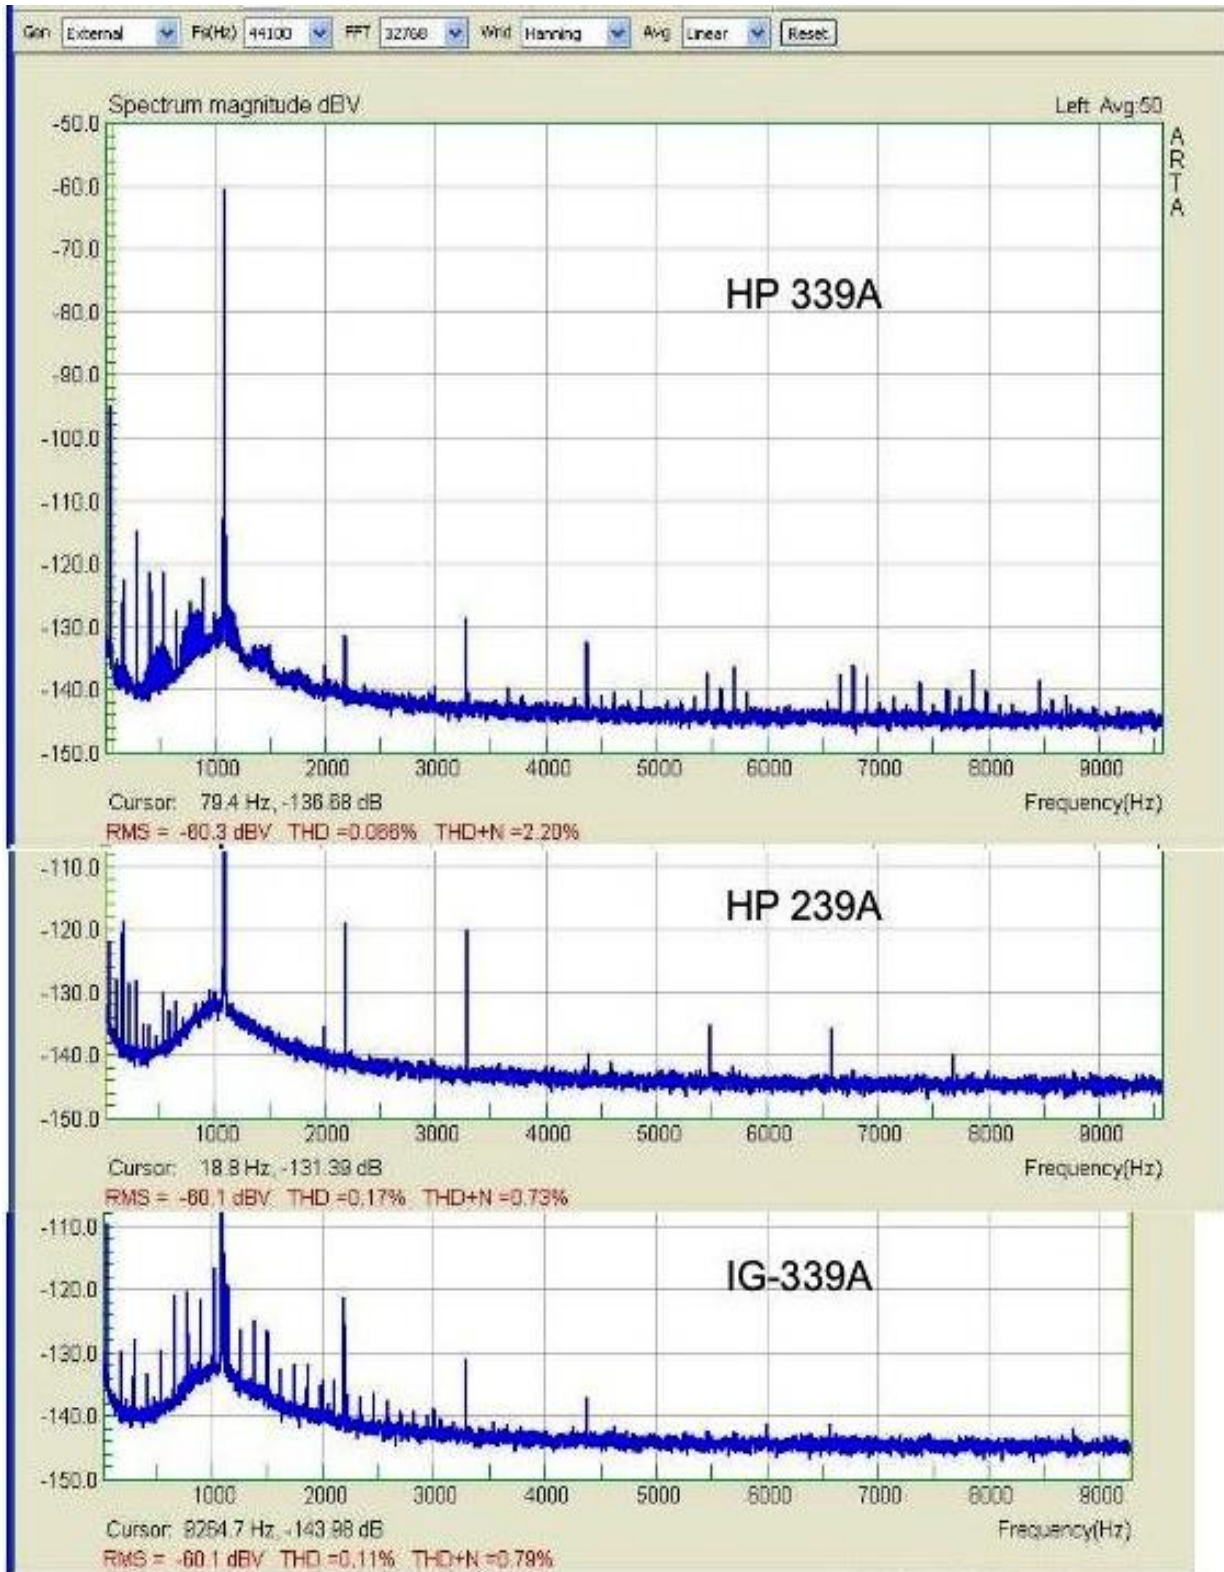 Gen External Fs(Hz) 44100 FFT 32768 Wnd Hanning Avg Linear Reset
Spectrum magnitude dBV Left Avg:50
-50.0
ARTA
-60.0
-70.0
HP 339A
-80.0
-90.0
-100.0
-110.0
-120.0
-130.0
-140.0
-150.0
1000 2000 3000 4000 5000 6000 7000 8000 9000
Cursor: 79.4 Hz, -136.68 dB Frequency(Hz)
RMS = -60.3 dBV THD =0.066% THD+N =2.20%
-110.0
HP 239A
-120.0
-130.0
-140.0
-150.0
1000 2000 3000 4000 5000 6000 7000 8000 9000
Cursor: 18.8 Hz, -131.39 dB Frequency(Hz)
RMS = -60.1 dBV THD =0.17% THD+N =0.73%
-110.0
IG-339A
-120.0
-130.0
-140.0
-150.0
1000 2000 3000 4000 5000 6000 7000 8000 9000
Cursor: 9264.7 Hz, -143.98 dB Frequency(Hz)
RMS = -60.1 dBV THD =0.11% THD+N =0.79%